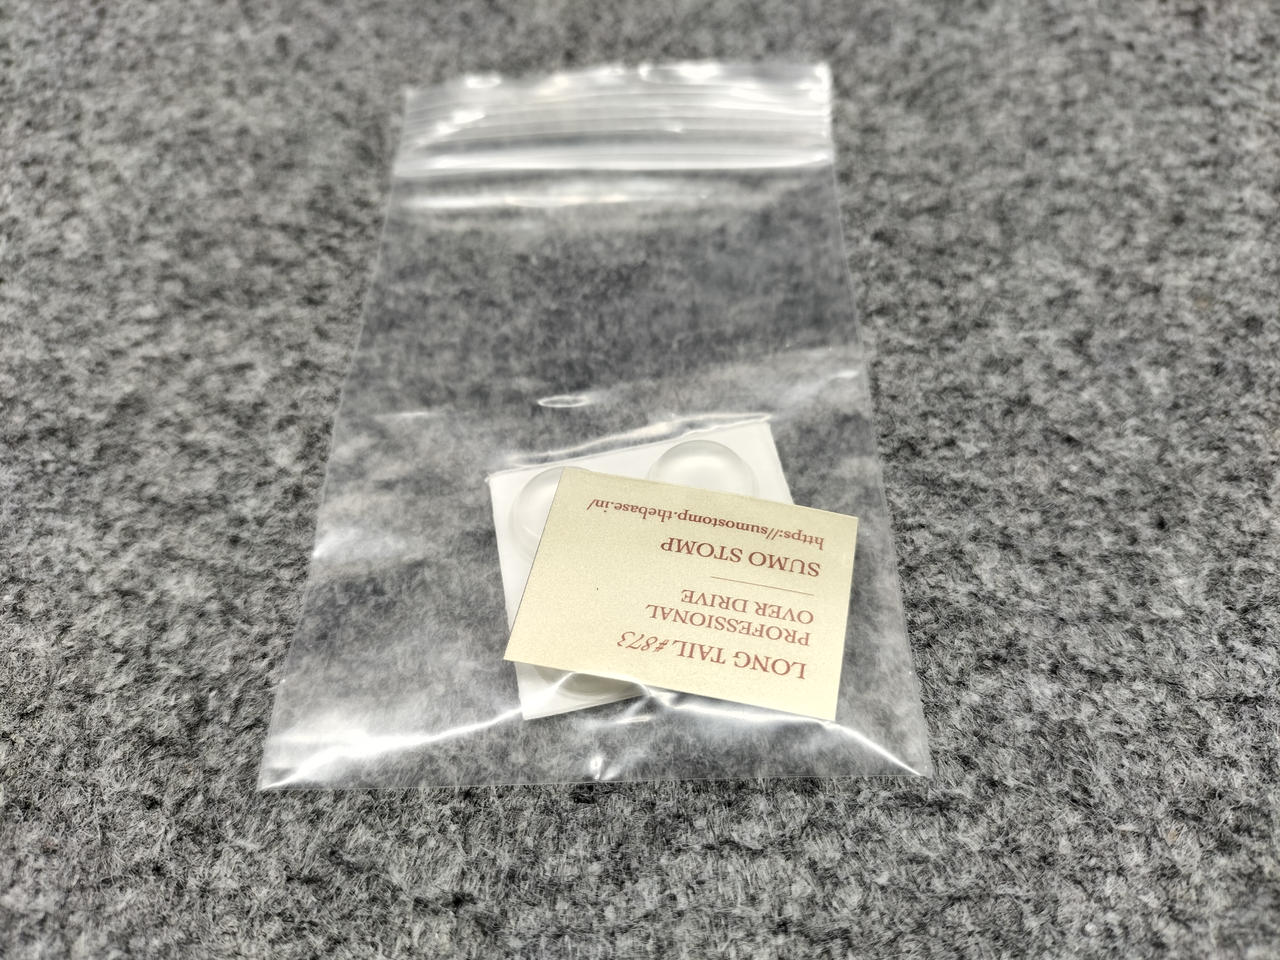 LONG TAIL #873
PROFESSIONAL
OVER DRIVE
SUMO STOMP
https://sumostomp.thebase.in/